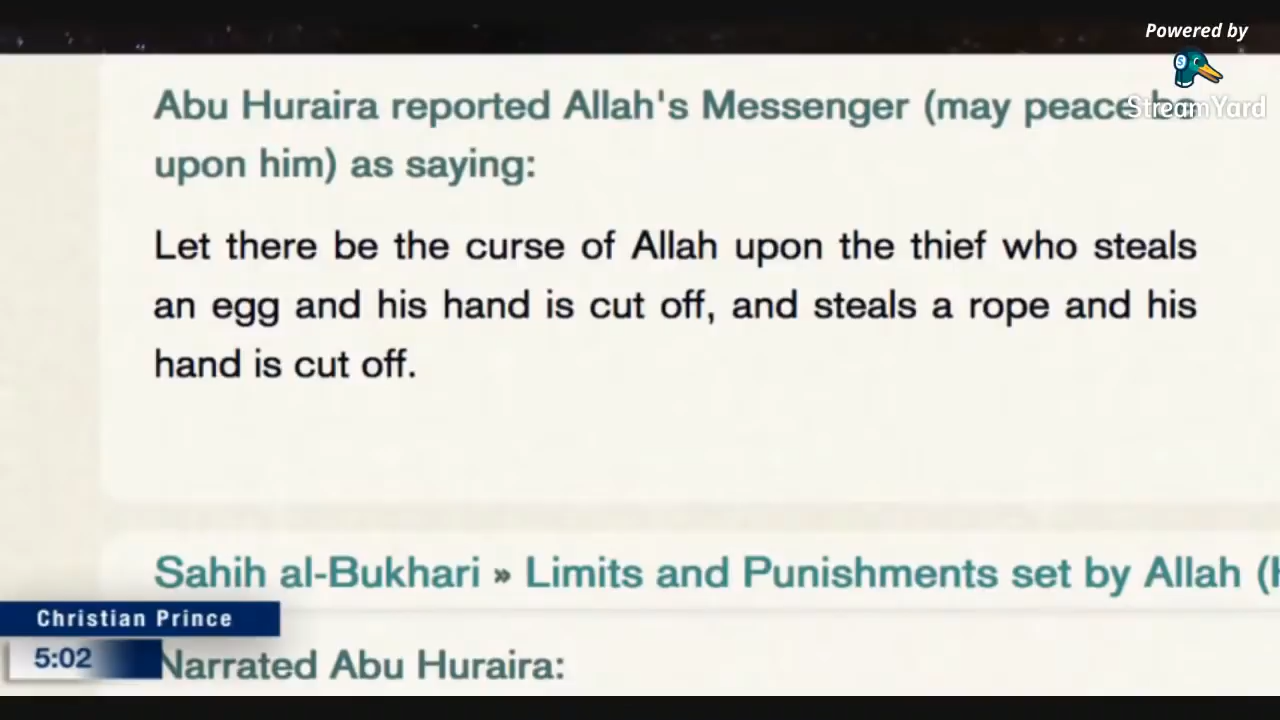 Powered by
StreamYard
Abu Huraira reported Allah's Messenger (may peace be
upon him) as saying:
Let there be the curse of Allah upon the thief who steals
an egg and his hand is cut off, and steals a rope and his
hand is cut off.
Sahih al-Bukhari » Limits and Punishments set by Allah (
Christian Prince
5:02
Narrated Abu Huraira: